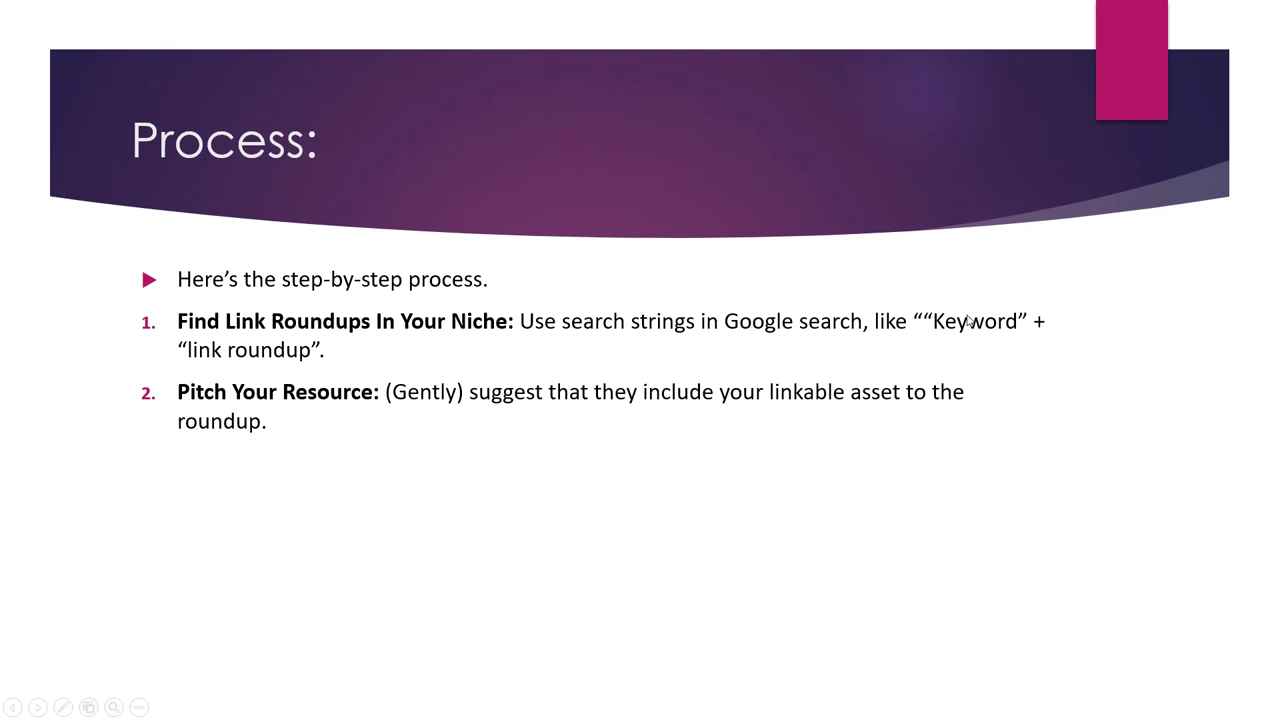 Process:
Here’s the step-by-step process.
1. Find Link Roundups In Your Niche: Use search strings in Google search, like ““Keyword” +
“link roundup”.
2. Pitch Your Resource: (Gently) suggest that they include your linkable asset to the
roundup.